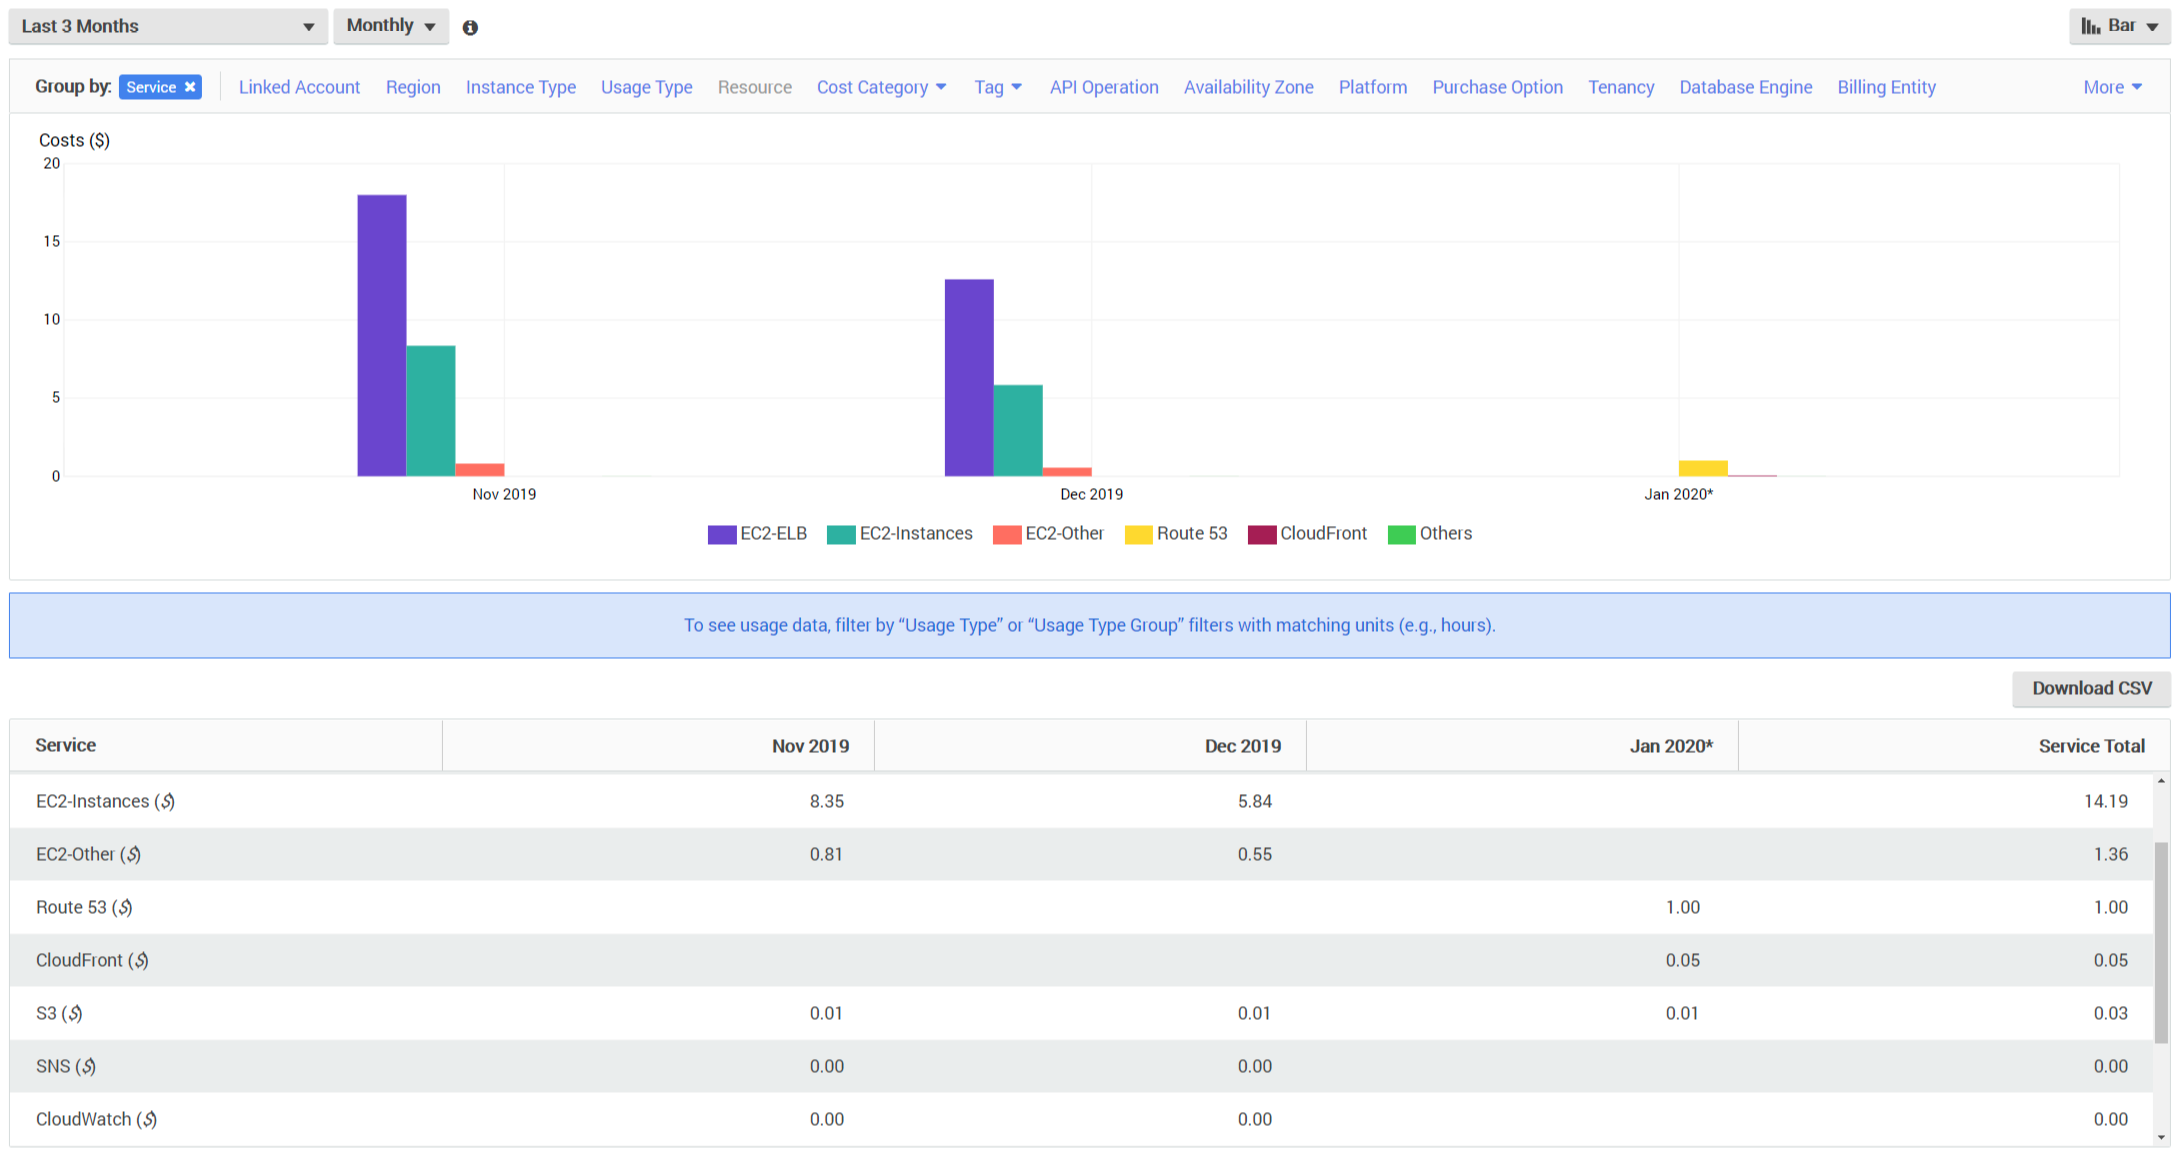 Last 3 Months Monthly Bar
Group by: Service Linked Account Region Instance Type Usage Type Resource Cost Category Tag API Operation Availability Zone Platform Purchase Option Tenancy Database Engine Billing Entity More
Costs ($)
20
15
10
5
0
Nov 2019 Dec 2019 Jan 2020*
EC2-ELB EC2-Instances EC2-Other Route 53 CloudFront Others
To see usage data, filter by “Usage Type” or “Usage Type Group” filters with matching units (e.g., hours).
Download CSV
Service Nov 2019 Dec 2019 Jan 2020* Service Total
EC2-Instances ($) 8.35 5.84 14.19
EC2-Other ($) 0.81 0.55 1.36
Route 53 ($) 1.00 1.00
CloudFront ($) 0.05 0.05
S3 ($) 0.01 0.01 0.01 0.03
SNS ($) 0.00 0.00 0.00
CloudWatch ($) 0.00 0.00 0.00